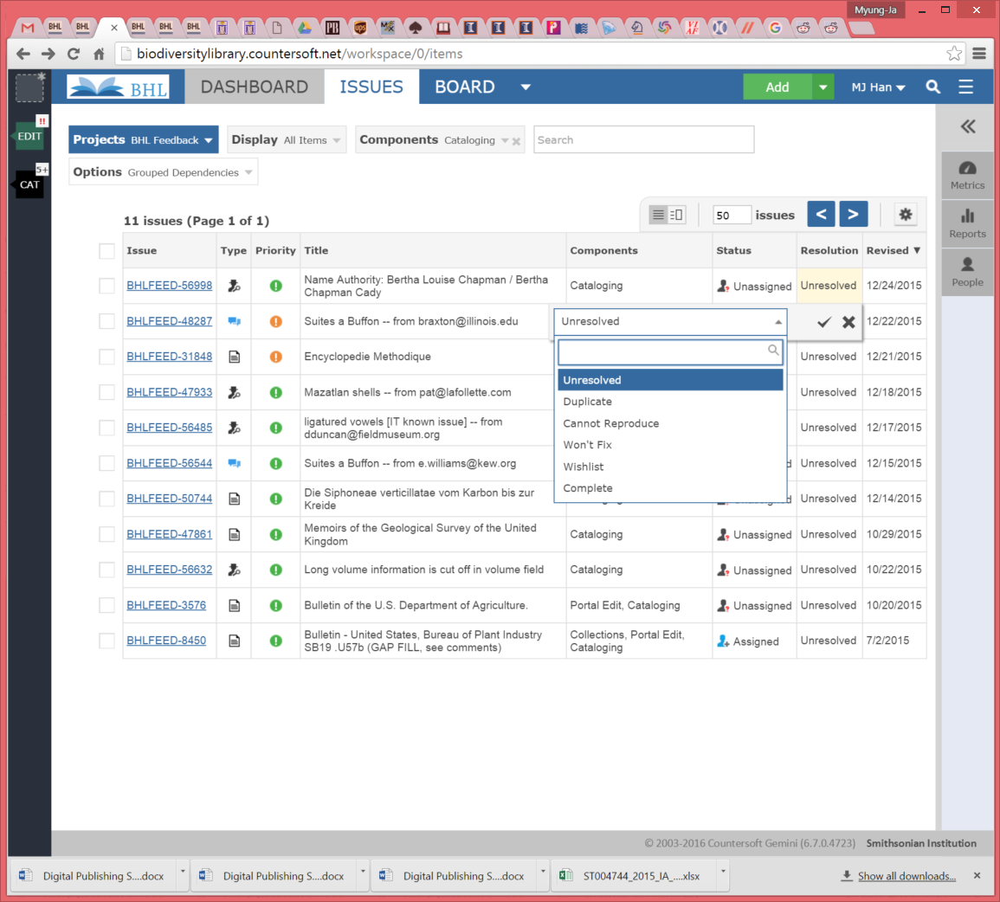 Myung-Ja
BHL BHL BHL BHL BHL
biodiversitylibrary.countersoft.net/workspace/0/items
BHL DASHBOARD ISSUES BOARD Add MJ Han
!!
EDIT
5+
CAT
Projects BHL Feedback Display All Items Components Cataloging Search
Options Grouped Dependencies
Metrics
Reports
People
11 issues (Page 1 of 1) 50 issues < >
Issue Type Priority Title Components Status Resolution Revised
BHLFEED-56998 Name Authority: Bertha Louise Chapman / Bertha Chapman Cady Cataloging Unassigned Unresolved 12/24/2015
BHLFEED-48287 Suites a Buffon -- from braxton@illinois.edu Unresolved 12/22/2015
BHLFEED-31848 Encyclopedie Methodique Unresolved 12/21/2015
BHLFEED-47933 Mazatlan shells -- from pat@lafollette.com Unresolved 12/18/2015
BHLFEED-56485 ligatured vowels [IT known issue] -- from dduncan@fieldmuseum.org Unresolved 12/17/2015
BHLFEED-56544 Suites a Buffon -- from e.williams@kew.org Unresolved 12/15/2015
BHLFEED-50744 Die Siphoneae verticillatae vom Karbon bis zur Kreide Unresolved 12/14/2015
BHLFEED-47861 Memoirs of the Geological Survey of the United Kingdom Cataloging Unassigned Unresolved 10/29/2015
BHLFEED-56632 Long volume information is cut off in volume field Cataloging Unassigned Unresolved 10/22/2015
BHLFEED-3576 Bulletin of the U.S. Department of Agriculture. Portal Edit, Cataloging Unassigned Unresolved 10/20/2015
BHLFEED-8450 Bulletin - United States, Bureau of Plant Industry SB19 .U57b (GAP FILL, see comments) Collections, Portal Edit, Cataloging Assigned Unresolved 7/2/2015
Unresolved
Duplicate
Cannot Reproduce
Won't Fix
Wishlist
Complete
© 2003-2016 Countersoft Gemini (6.7.0.4723) Smithsonian Institution
Digital Publishing S....docx Digital Publishing S....docx Digital Publishing S....docx ST004744_2015_IA_....xlsx Show all downloads...